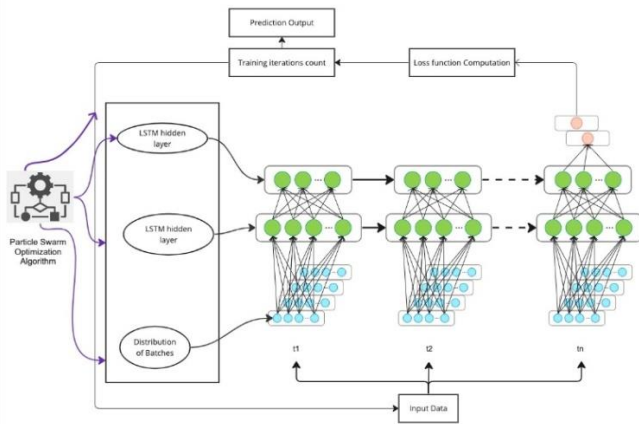 Prediction Output
Training iterations count
Loss function Computation
LSTM hidden
layer
LSTM hidden
layer
Particle Swarm
Optimization
Algorithm
Distribution
of Batches
t1
t2
tn
Input Data